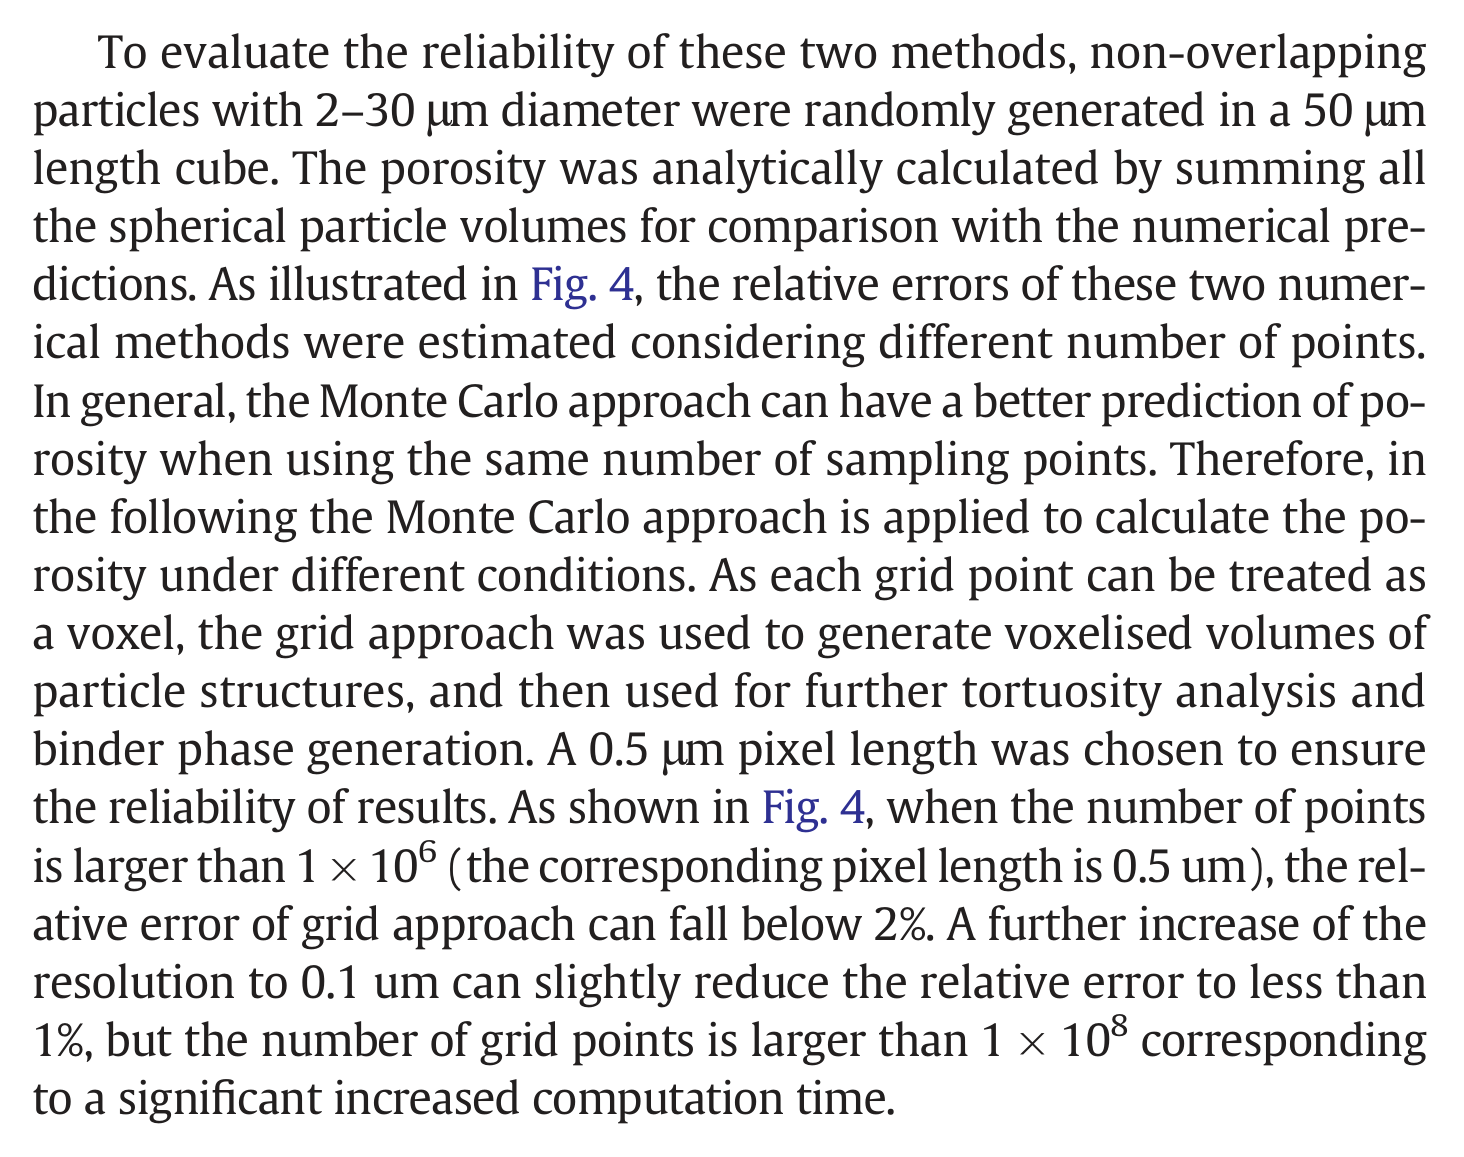 To evaluate the reliability of these two methods, non-overlapping
particles with 2–30 μm diameter were randomly generated in a 50 μm
length cube. The porosity was analytically calculated by summing all
the spherical particle volumes for comparison with the numerical pre-
dictions. As illustrated in Fig. 4, the relative errors of these two numer-
ical methods were estimated considering different number of points.
In general, the Monte Carlo approach can have a better prediction of po-
rosity when using the same number of sampling points. Therefore, in
the following the Monte Carlo approach is applied to calculate the po-
rosity under different conditions. As each grid point can be treated as
a voxel, the grid approach was used to generate voxelised volumes of
particle structures, and then used for further tortuosity analysis and
binder phase generation. A 0.5 μm pixel length was chosen to ensure
the reliability of results. As shown in Fig. 4, when the number of points
is larger than 1 × 10⁶ (the corresponding pixel length is 0.5 um), the rel-
ative error of grid approach can fall below 2%. A further increase of the
resolution to 0.1 um can slightly reduce the relative error to less than
1%, but the number of grid points is larger than 1 × 10⁸ corresponding
to a significant increased computation time.